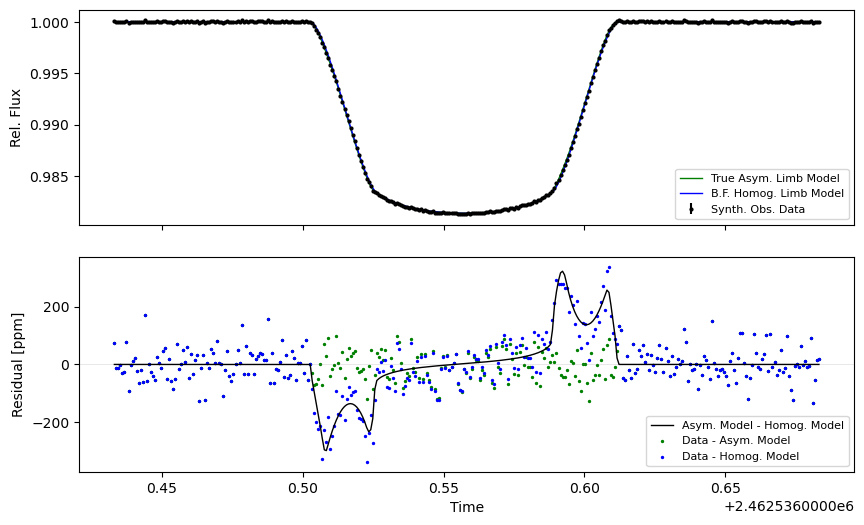 1.000
0.995
0.990
0.985
Rel. Flux
True Asym. Limb Model
B.F. Homog. Limb Model
Synth. Obs. Data
200
0
−200
Residual [ppm]
Asym. Model - Homog. Model
Data - Asym. Model
Data - Homog. Model
0.45
0.50
0.55
0.60
0.65
Time
+2.4625360000e6